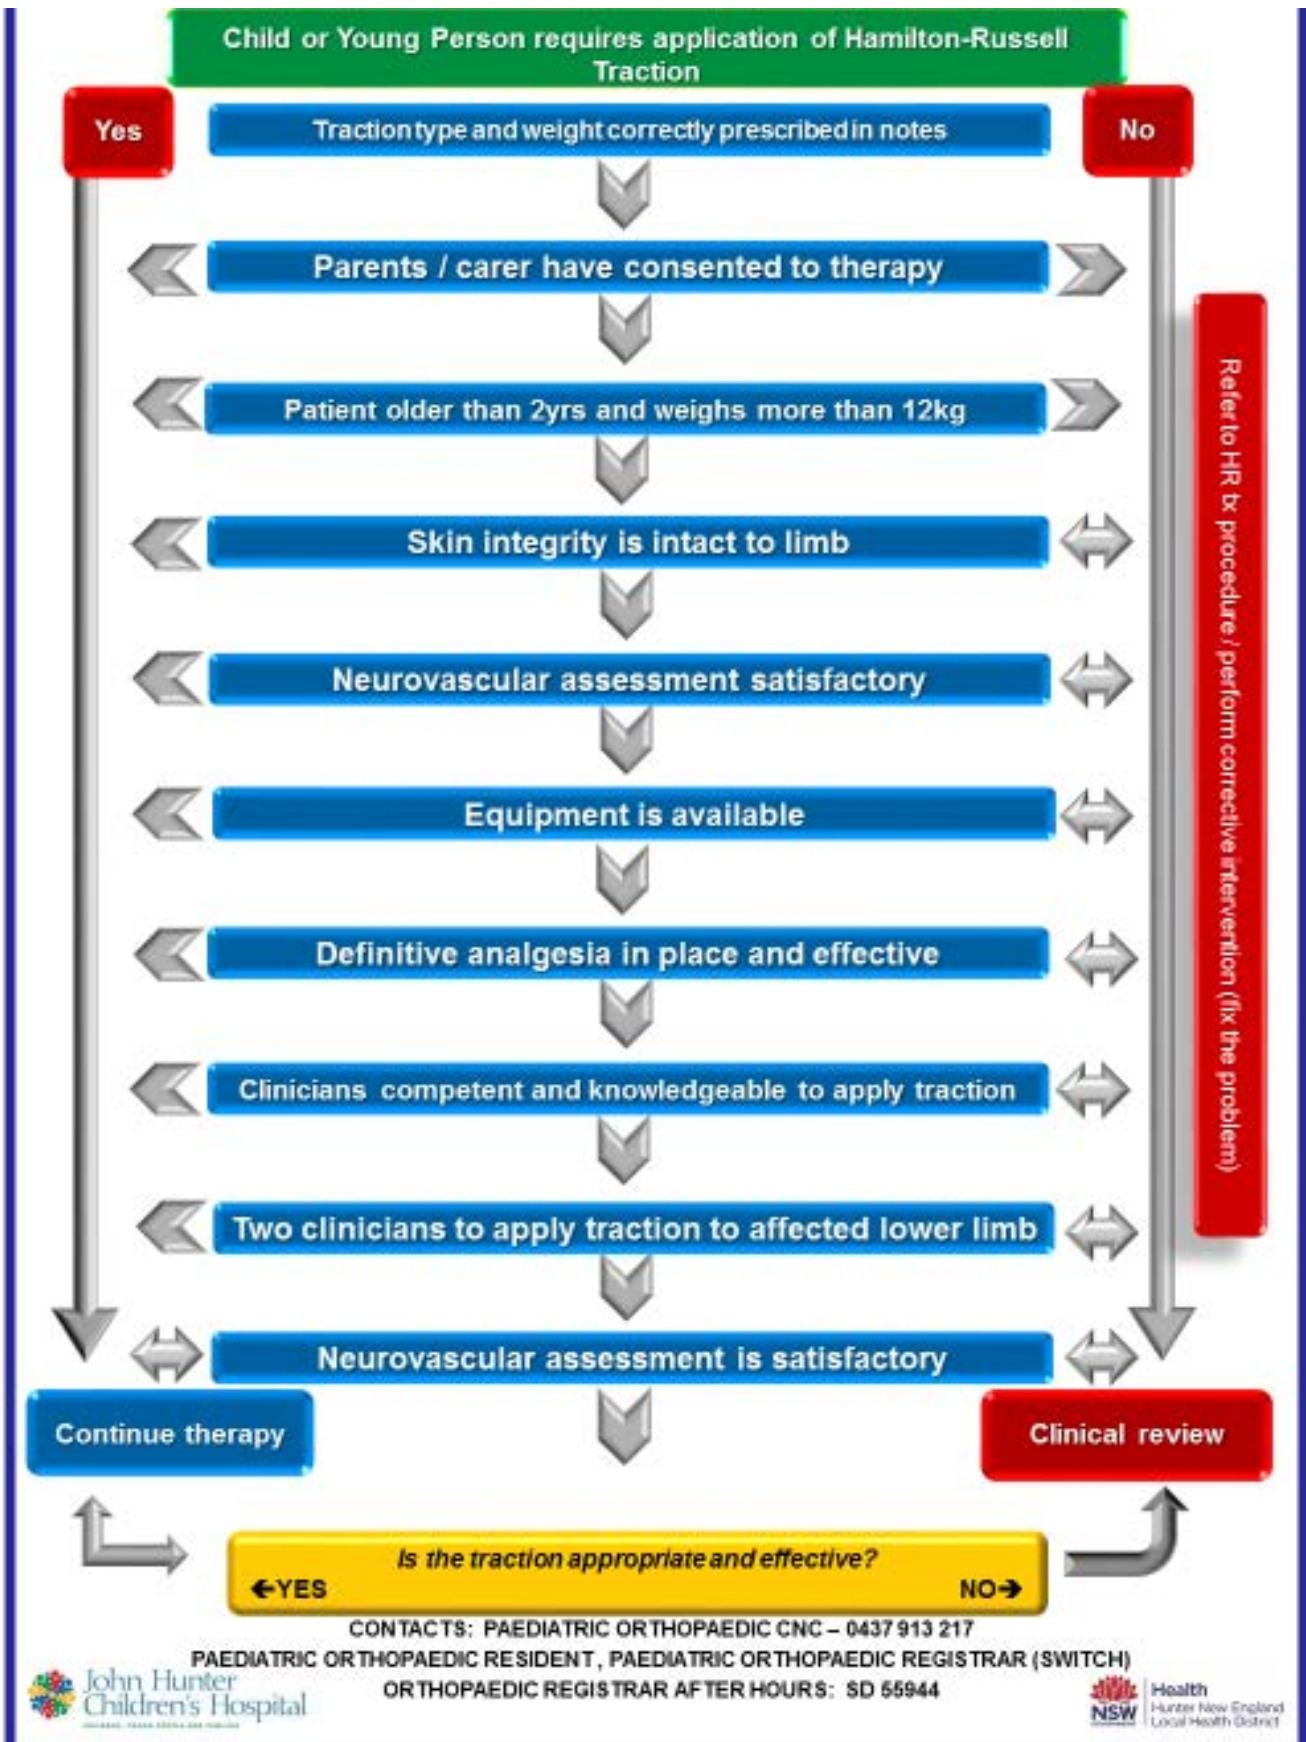 Child or Young Person requires application of Hamilton-Russell
Traction
Yes
Traction type and weight correctly prescribed in notes
No
Parents / carer have consented to therapy
Patient older than 2yrs and weighs more than 12kg
Skin integrity is intact to limb
Neurovascular assessment satisfactory
Equipment is available
Definitive analgesia in place and effective
Clinicians competent and knowledgeable to apply traction
Two clinicians to apply traction to affected lower limb
Neurovascular assessment is satisfactory
Refer to HR tx procedure / perform corrective intervention (fix the problem)
Continue therapy
Clinical review
Is the traction appropriate and effective?
←YES NO→
CONTACTS: PAEDIATRIC ORTHOPAEDIC CNC – 0437 913 217
PAEDIATRIC ORTHOPAEDIC RESIDENT, PAEDIATRIC ORTHOPAEDIC REGISTRAR (SWITCH)
ORTHOPAEDIC REGISTRAR AFTER HOURS: SD 55944
John Hunter
Children's Hospital
NSW
Health
Hunter New England
Local Health District